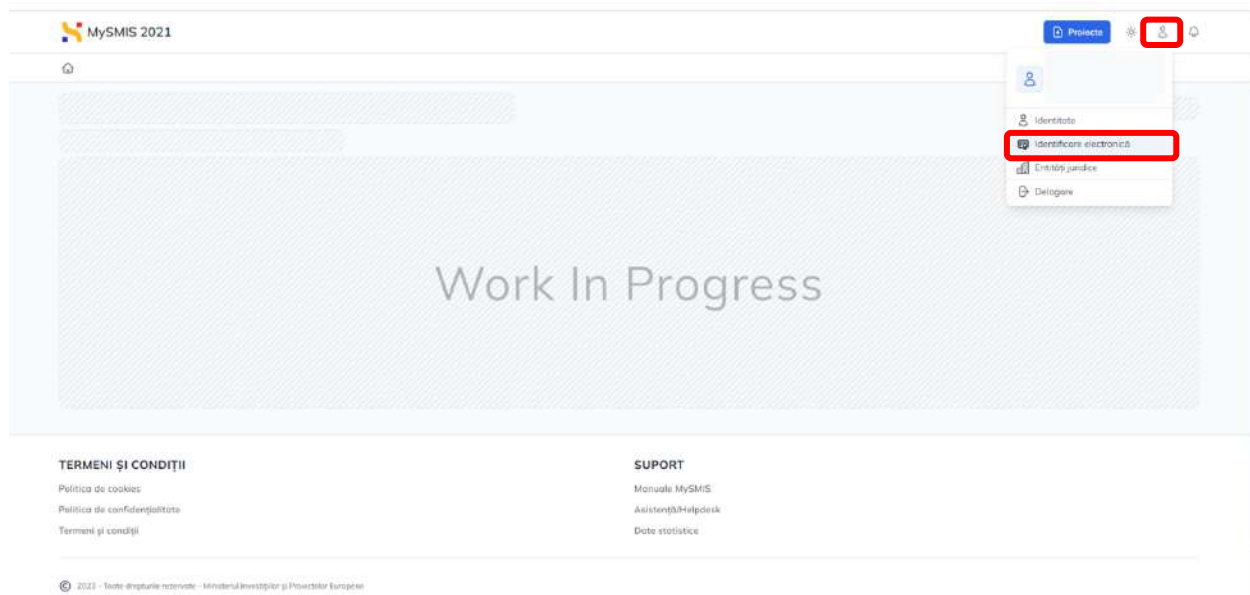 MySMIS 2021
Proiecte
Identitate
Identificare electronică
Entități juridice
Delogare
Work In Progress
TERMENI ȘI CONDIȚII
Politica de cookies
Politica de confidențialitate
Termeni și condiții
SUPORT
Manuale MySMIS
Asistență/Helpdesk
Date statistice
© 2023 - Toate drepturile rezervate - Ministerul Investițiilor și Proiectelor Europene